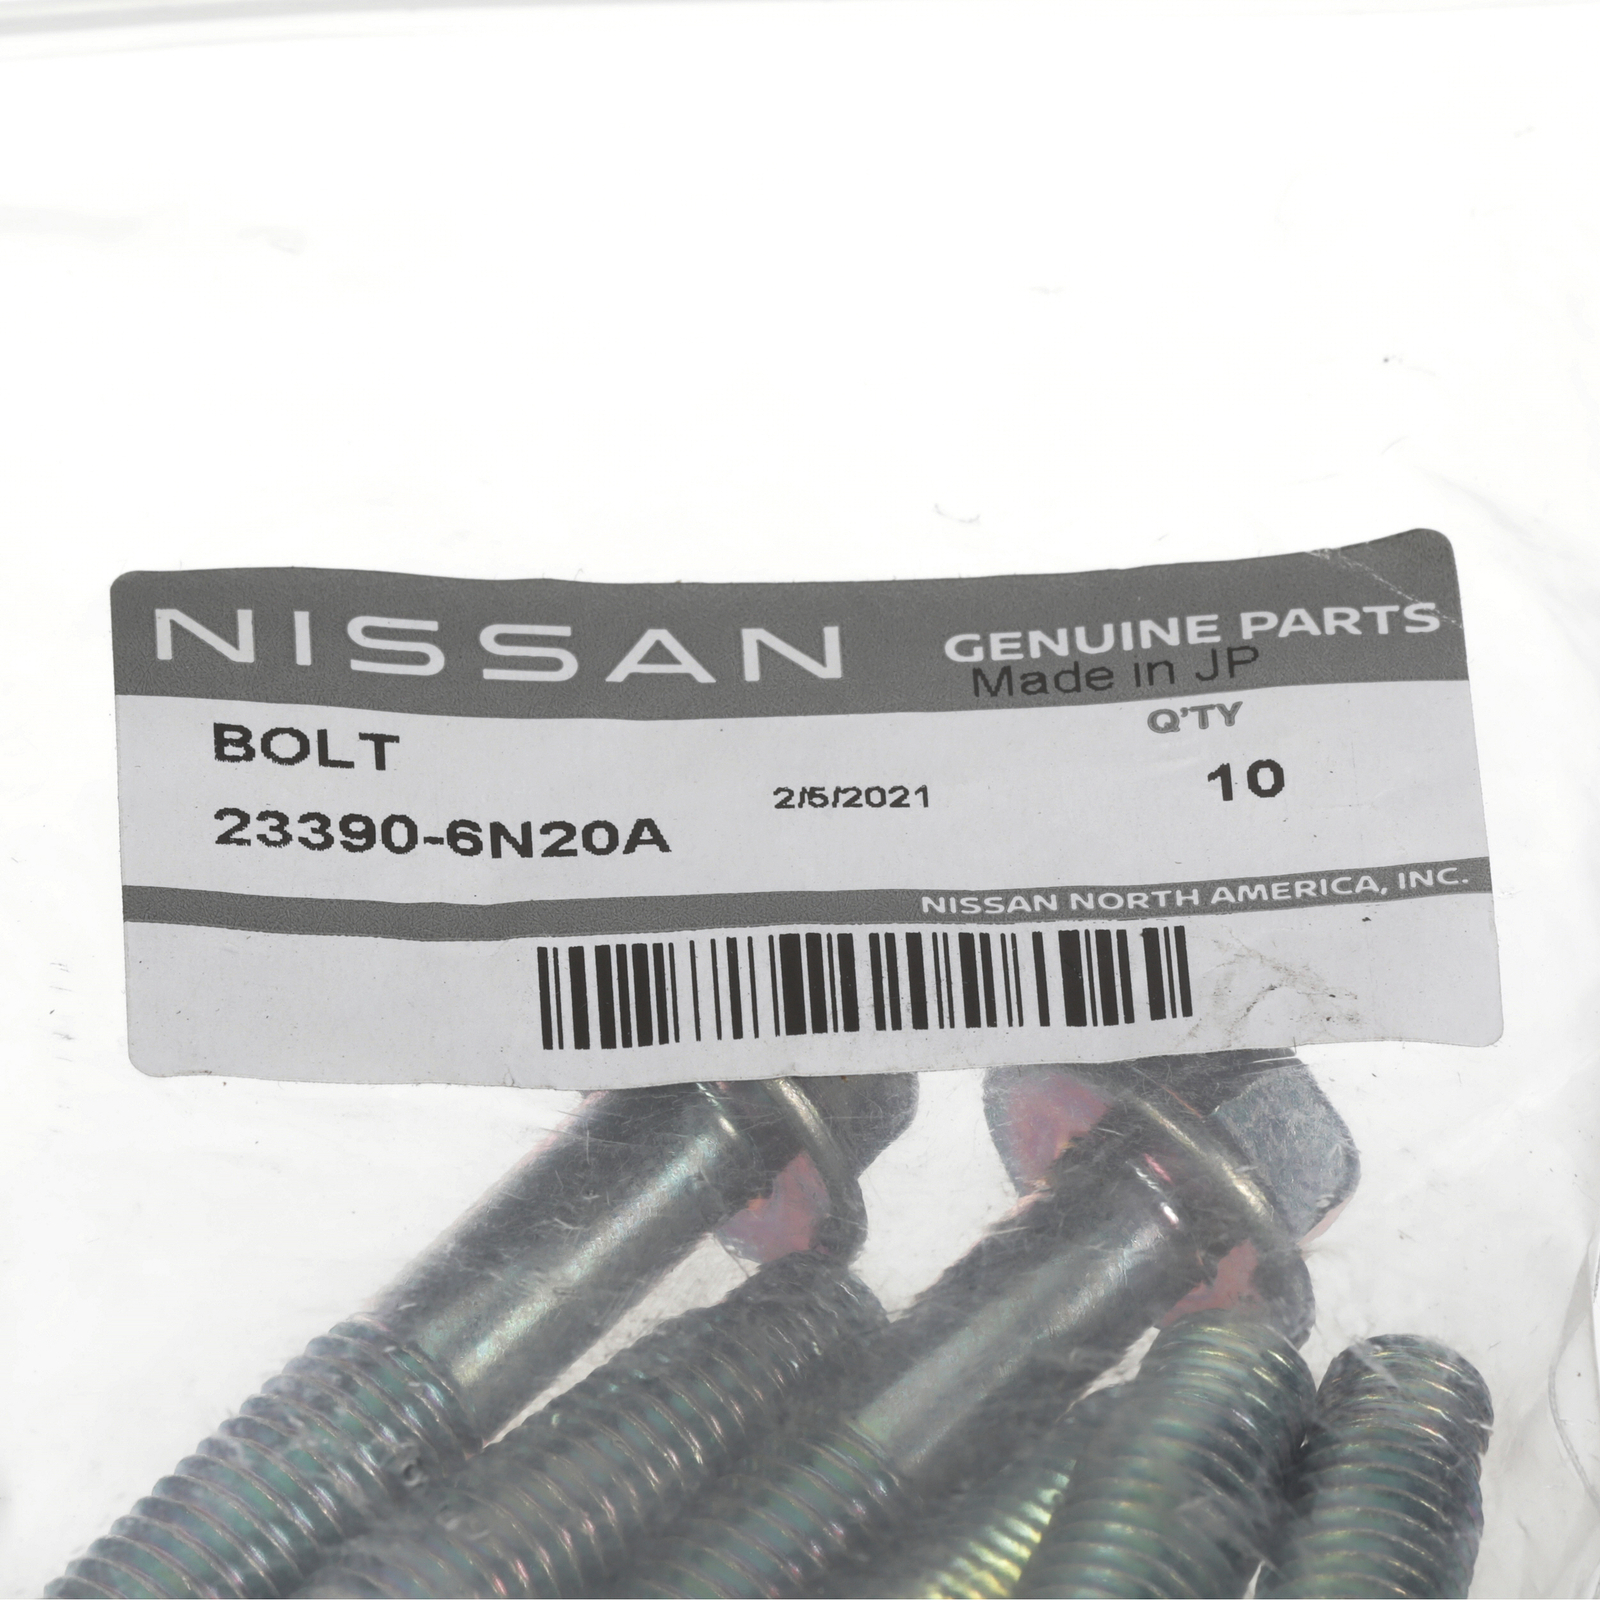 NISSAN
GENUINE PARTS
Made in JP
Q'TY
BOLT
10
2/5/2021
23390-6N20A
NISSAN NORTH AMERICA, INC.